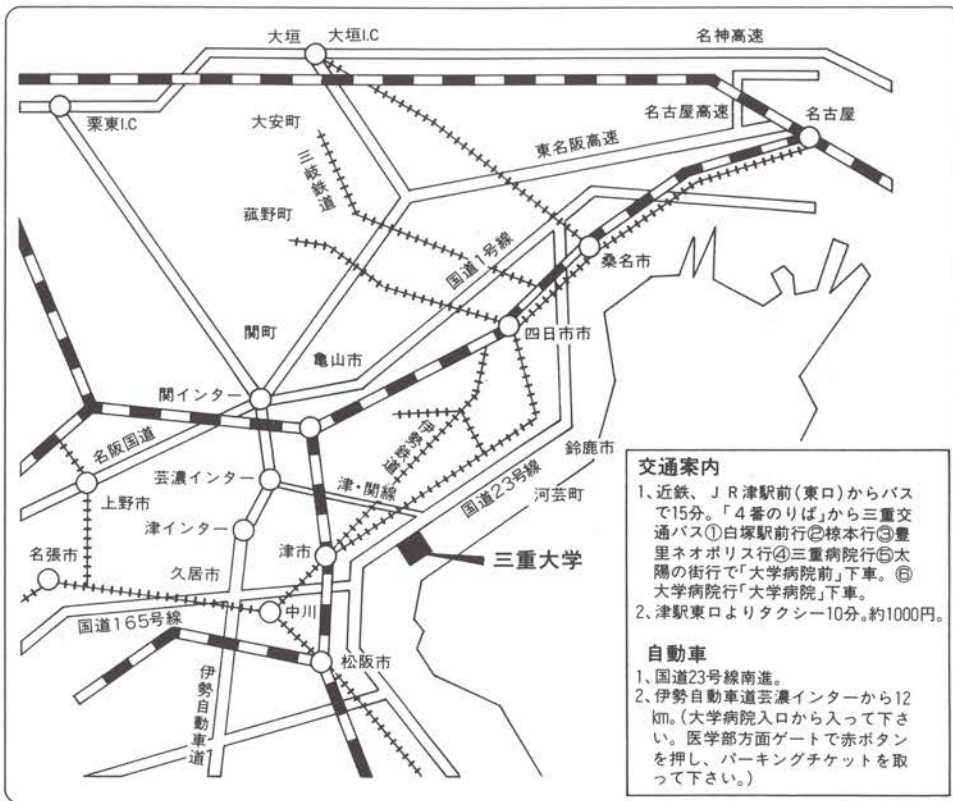 大垣
大垣I.C
名神高速
栗東I.C
大安町
名古屋高速
名古屋
三岐鉄道
東名阪高速
菰野町
国道1号線
桑名市
関町
四日市市
亀山市
関インター
名阪国道
伊勢鉄道
鈴鹿市
芸濃インター
津・関線
国道23号線
河芸町
上野市
津インター
名張市
津市
三重大学
久居市
中川
国道165号線
松阪市
伊勢自動車道
交通案内
1、近鉄、JR津駅前(東口)からバス
で15分。「4番のりば」から三重交
通バス①白塚駅前行②椋本行③豊
里ネオポリス行④三重病院行⑤太
陽の街行で「大学病院前」下車。⑥
大学病院行「大学病院」下車。
2、津駅東口よりタクシー10分。約1000円。
自動車
1、国道23号線南進。
2、伊勢自動車道芸濃インターから12
km。(大学病院入口から入って下さ
い。医学部方面ゲートで赤ボタン
を押し、パーキングチケットを取
って下さい。)